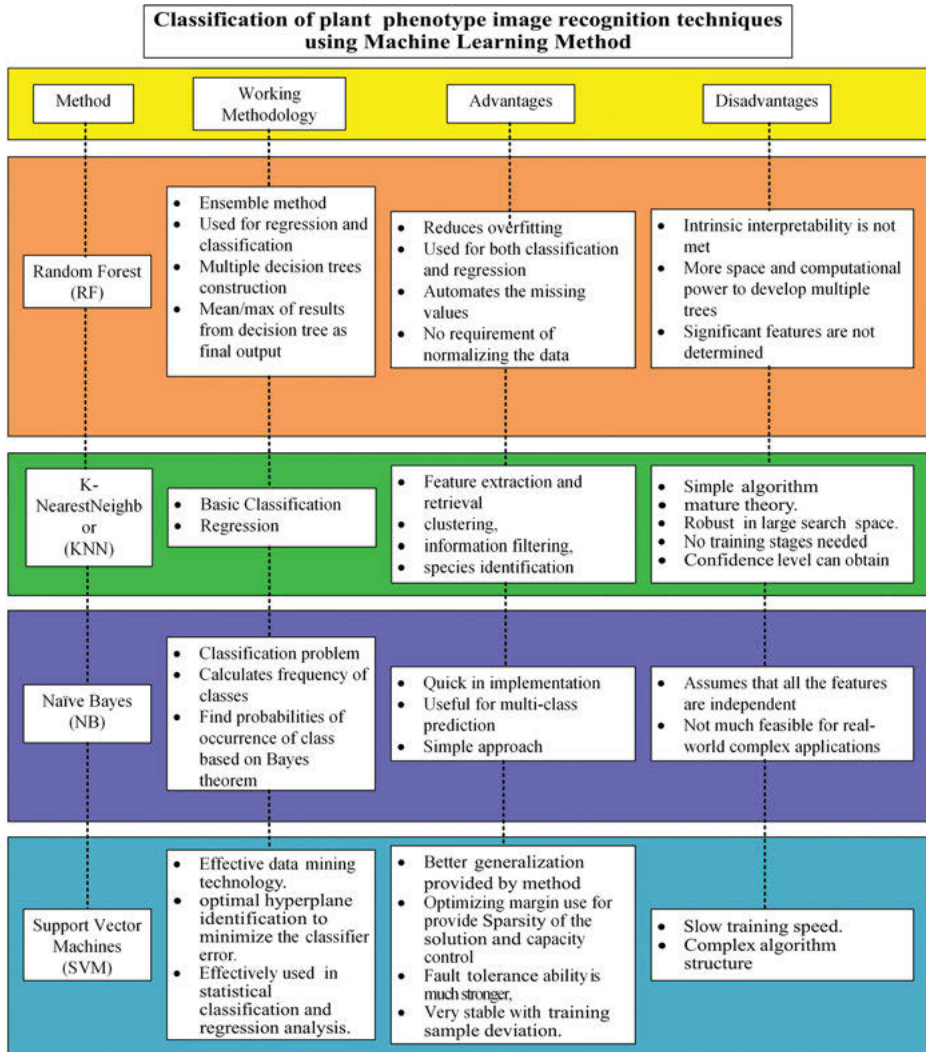 Classification of plant phenotype image recognition techniques
using Machine Learning Method
Method
Working
Methodology
Advantages
Disadvantages
Random Forest
(RF)
• Ensemble method
• Used for regression and
classification
• Multiple decision trees
construction
• Mean/max of results
from decision tree as
final output
• Reduces overfitting
• Used for both classification
and regression
• Automates the missing
values
• No requirement of
normalizing the data
• Intrinsic interpretability is not
met
• More space and computational
power to develop multiple
trees
• Significant features are not
determined
K-
NearestNeighb
or
(KNN)
• Basic Classification
• Regression
• Feature extraction and
retrieval
• clustering,
• information filtering,
• species identification
• Simple algorithm
• mature theory.
• Robust in large search space.
• No training stages needed
• Confidence level can obtain
Naïve Bayes
(NB)
• Classification problem
• Calculates frequency of
classes
• Find probabilities of
occurrence of class
based on Bayes
theorem
• Quick in implementation
• Useful for multi-class
prediction
• Simple approach
• Assumes that all the features
are independent
• Not much feasible for real-
world complex applications
Support Vector
Machines
(SVM)
• Effective data mining
technology.
• optimal hyperplane
identification to
minimize the classifier
error.
• Effectively used in
statistical
classification and
regression analysis.
• Better generalization
provided by method
• Optimizing margin use for
provide Sparsity of the
solution and capacity
control
• Fault tolerance ability is
much stronger,
• Very stable with training
sample deviation.
• Slow training speed.
• Complex algorithm
structure